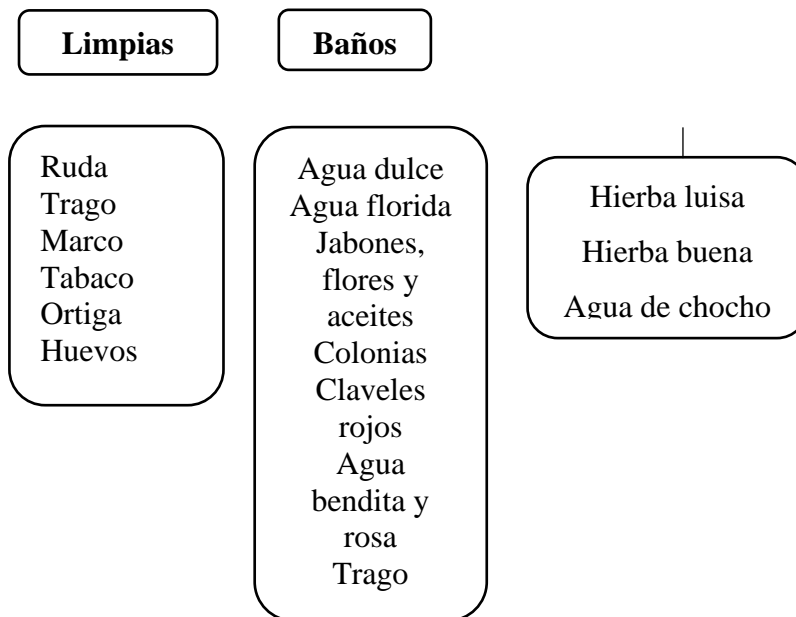 Limpias
Baños
Ruda
Trago
Marco
Tabaco
Ortiga
Huevos
Agua dulce
Agua florida
Jabones,
flores y
aceites
Colonias
Claveles
rojos
Agua
bendita y
rosa
Trago
Hierba luisa
Hierba buena
Agua de chocho